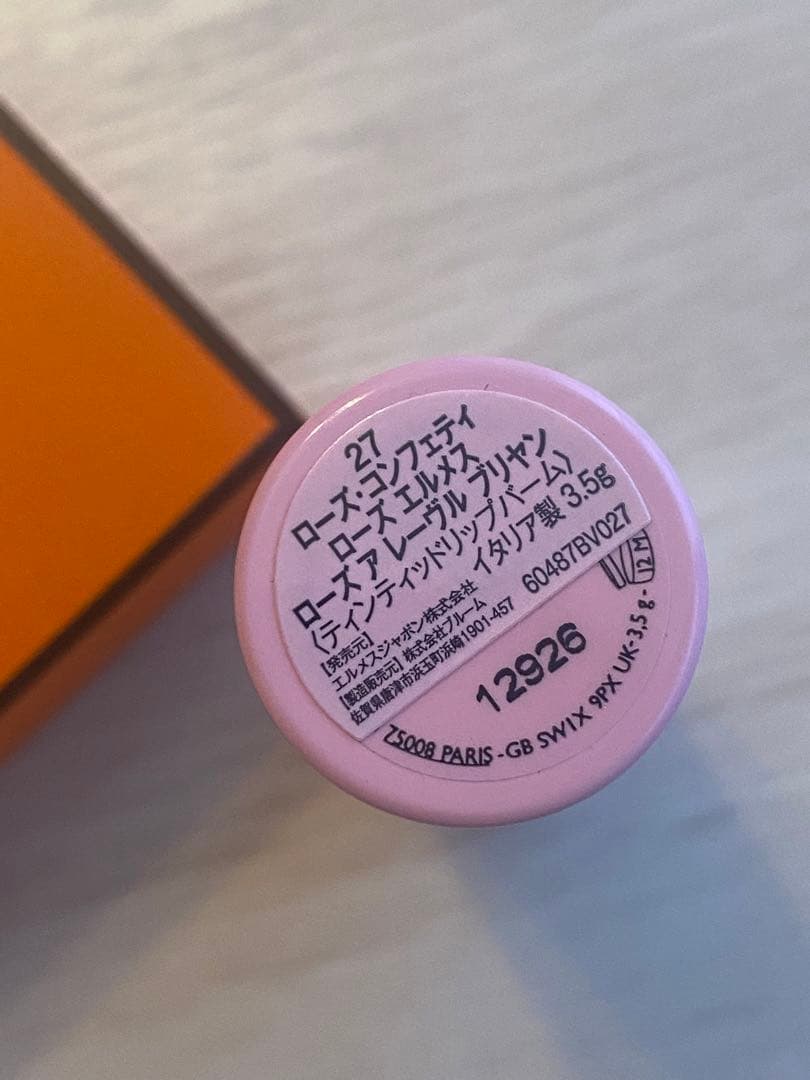 27
ローズ・コンフェティ
ローズ エルメス
ローズ ア レーヴル ブリヤン
〈ティンティッドリップバーム〉
イタリア製 3.5g
【発売元】
エルメスジャポン株式会社 60487BV027
【製造販売元】株式会社ブルーム
佐賀県唐津市浜玉町浜崎1901-457
12926
75008 PARIS - GB SW1X 9PX UK-3,5 g-
12 M